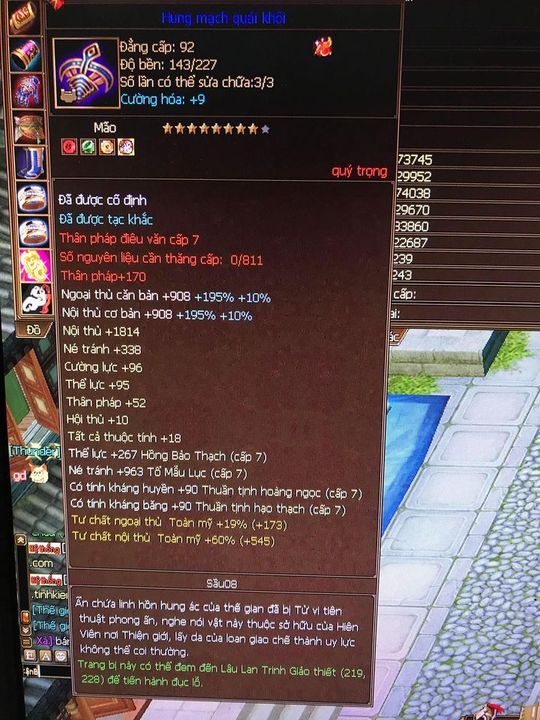 Hung mạch quái khôi
Đẳng cấp: 92
Độ bền: 143/227
Số lần có thể sửa chữa:3/3
Cường hóa: +9
Mão
quý trọng
73745
29952
74038
29670
33860
22687
239
243
cấp:
Đã được cố định
Đã được tạc khắc
Thân pháp điêu văn cấp 7
Số nguyên liệu cần thăng cấp: 0/811
Thân pháp+170
Ngoại thủ căn bản +908 +195% +10%
Nội thủ cơ bản +908 +195% +10%
Nội thủ +1814
Né tránh +338
Cường lực +96
Thể lực +95
Thân pháp +52
Hội thủ +10
Tất cả thuộc tính +18
Thể lực +267 Hồng Bảo Thạch (cấp 7)
Né tránh +963 Tổ Mẫu Lục (cấp 7)
Có tính kháng huyền +90 Thuần tịnh hoàng ngọc (cấp 7)
Có tính kháng băng +90 Thuần tịnh hạo thạch (cấp 7)
Tư chất ngoại thủ Toàn mỹ +19% (+173)
Tư chất nội thủ Toàn mỹ +60% (+545)
Sầu08
Ẩn chứa linh hồn hung ác của thế gian đã bị Tử vi tiên
thuật phong ấn, nghe nói vật này thuộc sở hữu của Hiên
Viên nơi Thiên giới, lấy da của loan giao chế thành uy lực
không thể coi thường.
Trang bị này có thể đem đến Lâu Lan Trinh Giảo thiết (219,
228) để tiến hành đục lỗ.
Đồ
[Thunder]
gd
.com